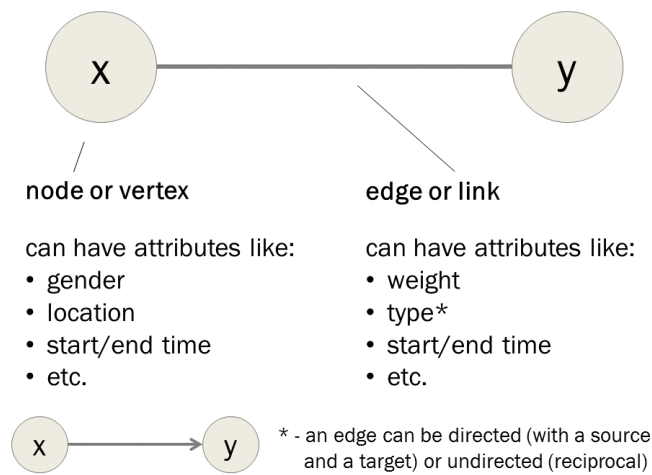 x
y
node or vertex
can have attributes like:
• gender
• location
• start/end time
• etc.
edge or link
can have attributes like:
• weight
• type*
• start/end time
• etc.
x
y
* - an edge can be directed (with a source
and a target) or undirected (reciprocal)